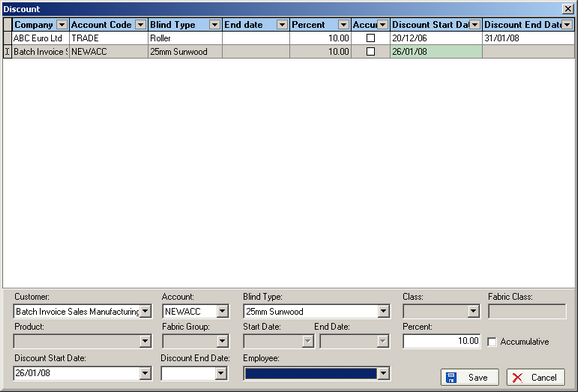 Discount
Company Account Code Blind Type End date Percent Accu Discount Start Dat Discount End Date
ABC Euro Ltd TRADE Roller 10.00 20/12/06 31/01/08
Batch Invoice S NEWACC 25mm Sunwood 10.00 26/01/08
Customer: Account: Blind Type: Class: Fabric Class:
Batch Invoice Sales Manufacturing NEWACC 25mm Sunwood
Product: Fabric Group: Start Date: End Date: Percent:
10.00 Accumulative
Discount Start Date: Discount End Date: Employee:
26/01/08 Save Cancel